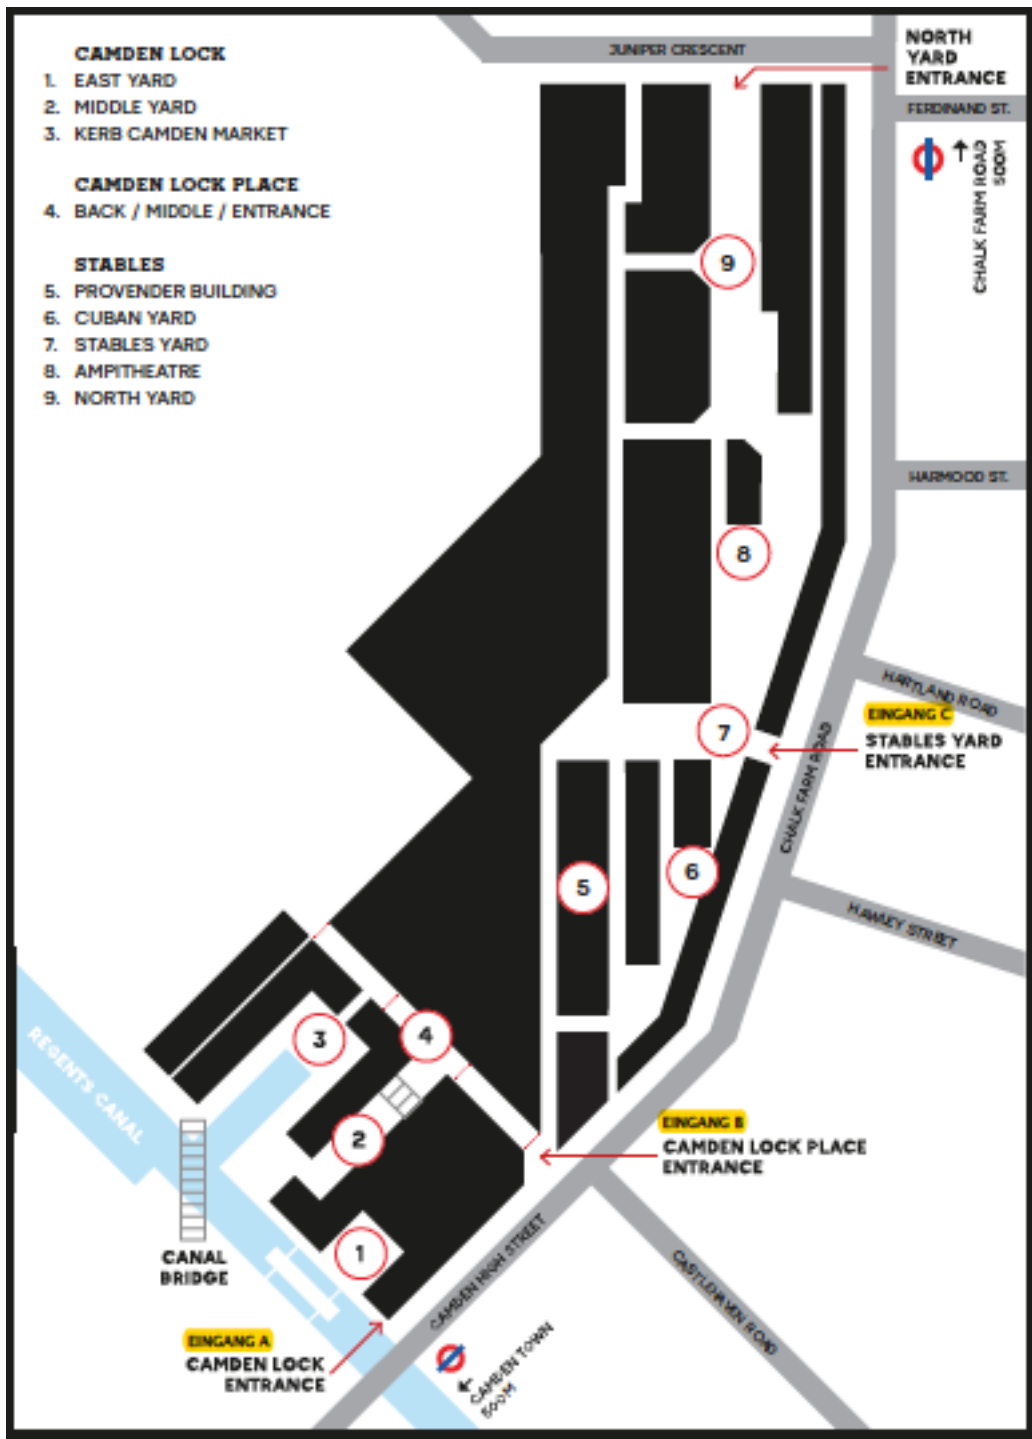 CAMDEN LOCK
1. EAST YARD
2. MIDDLE YARD
3. KERB CAMDEN MARKET
CAMDEN LOCK PLACE
4. BACK / MIDDLE / ENTRANCE
STABLES
5. PROVENDER BUILDING
6. CUBAN YARD
7. STABLES YARD
8. AMPITHEATRE
9. NORTH YARD
JUNIPER CRESCENT
NORTH
YARD
ENTRANCE
FERDINAND ST.
CHALK FARM ROAD
500M
9
HARMOOD ST.
8
HARTLAND ROAD
EINGANG C
STABLES YARD
ENTRANCE
7
CHALK FARM ROAD
6
5
HAWLEY STREET
4
3
REGENTS CANAL
2
EINGANG B
CAMDEN LOCK PLACE
ENTRANCE
1
CANAL
BRIDGE
CAMDEN HIGH STREET
CASTLEHAVEN ROAD
EINGANG A
CAMDEN LOCK
ENTRANCE
CAMDEN TOWN
500M